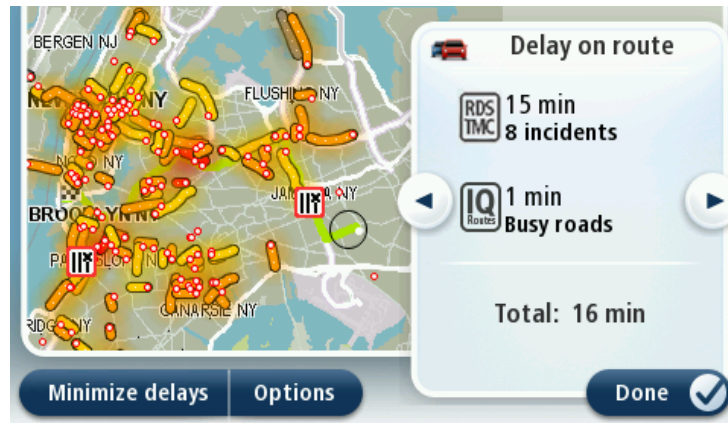 BERGEN NJ
FLUSHING NY
NY
JAMAICA NY
BROOKLYN NY
CANARSIE NY
Delay on route
RDS TMC
15 min
8 incidents
IQ Routes
1 min
Busy roads
Total: 16 min
Minimize delays
Options
Done